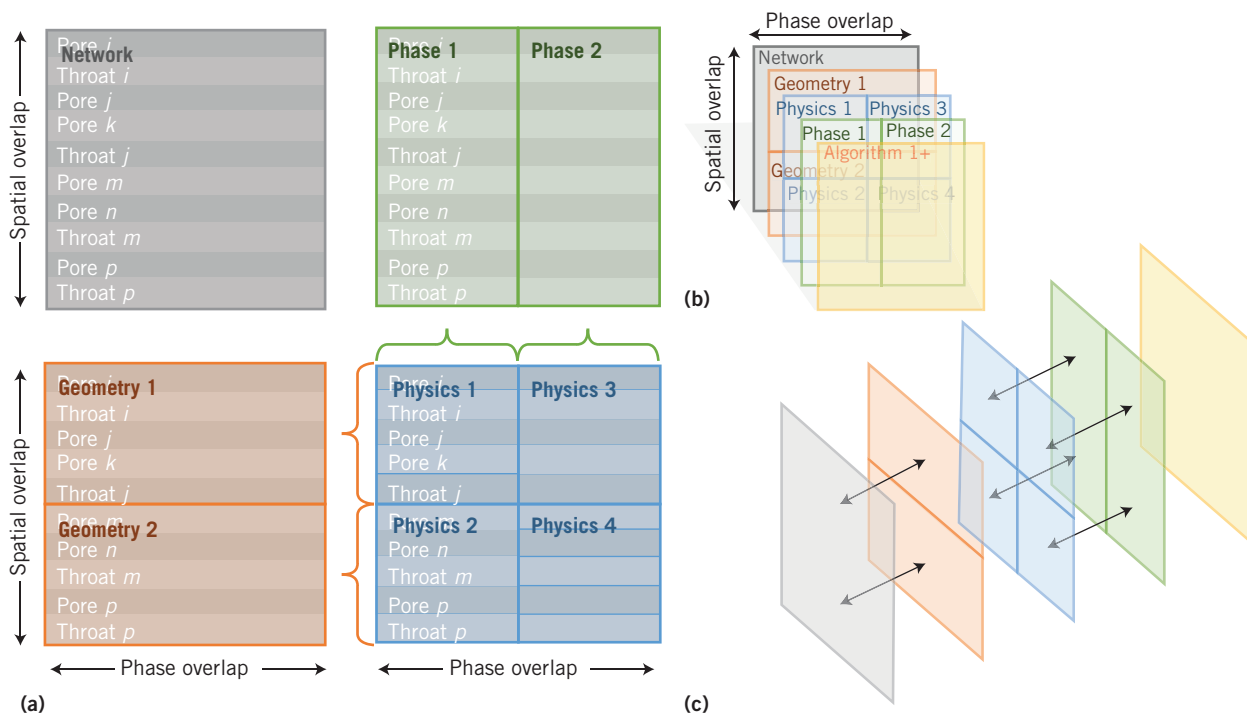 Spatial overlap
Network
Pore i
Throat i
Pore j
Pore k
Throat j
Pore m
Pore n
Throat m
Pore p
Throat p
Phase 1
Phase 2
Pore i
Throat i
Pore j
Pore k
Throat j
Pore m
Pore n
Throat m
Pore p
Throat p
Spatial overlap
Geometry 1
Pore i
Throat i
Pore j
Pore k
Throat j
Geometry 2
Pore m
Pore n
Throat m
Pore p
Throat p
Phase overlap
Physics 1
Physics 3
Pore i
Throat i
Pore j
Pore k
Throat j
Physics 2
Physics 4
Pore n
Throat m
Pore p
Throat p
Phase overlap
(a)
Phase overlap
Spatial overlap
Network
Geometry 1
Physics 1
Physics 3
Phase 1
Phase 2
Algorithm 1+
Geometry 2
Physics 2
Physics 4
(b)
(c)